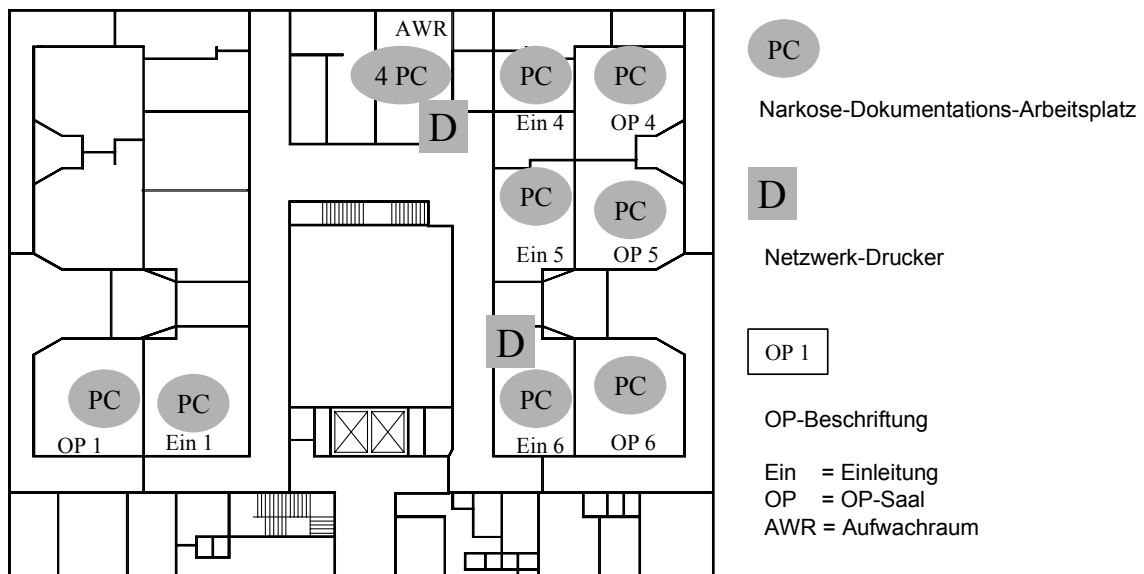 AWR
4 PC
PC
PC
D
Ein 4
OP 4
PC
PC
Ein 5
OP 5
D
PC
PC
PC
PC
OP 1
Ein 1
Ein 6
OP 6
PC
Narkose-Dokumentations-Arbeitsplatz
D
Netzwerk-Drucker
OP 1
OP-Beschriftung
Ein = Einleitung
OP = OP-Saal
AWR = Aufwachraum